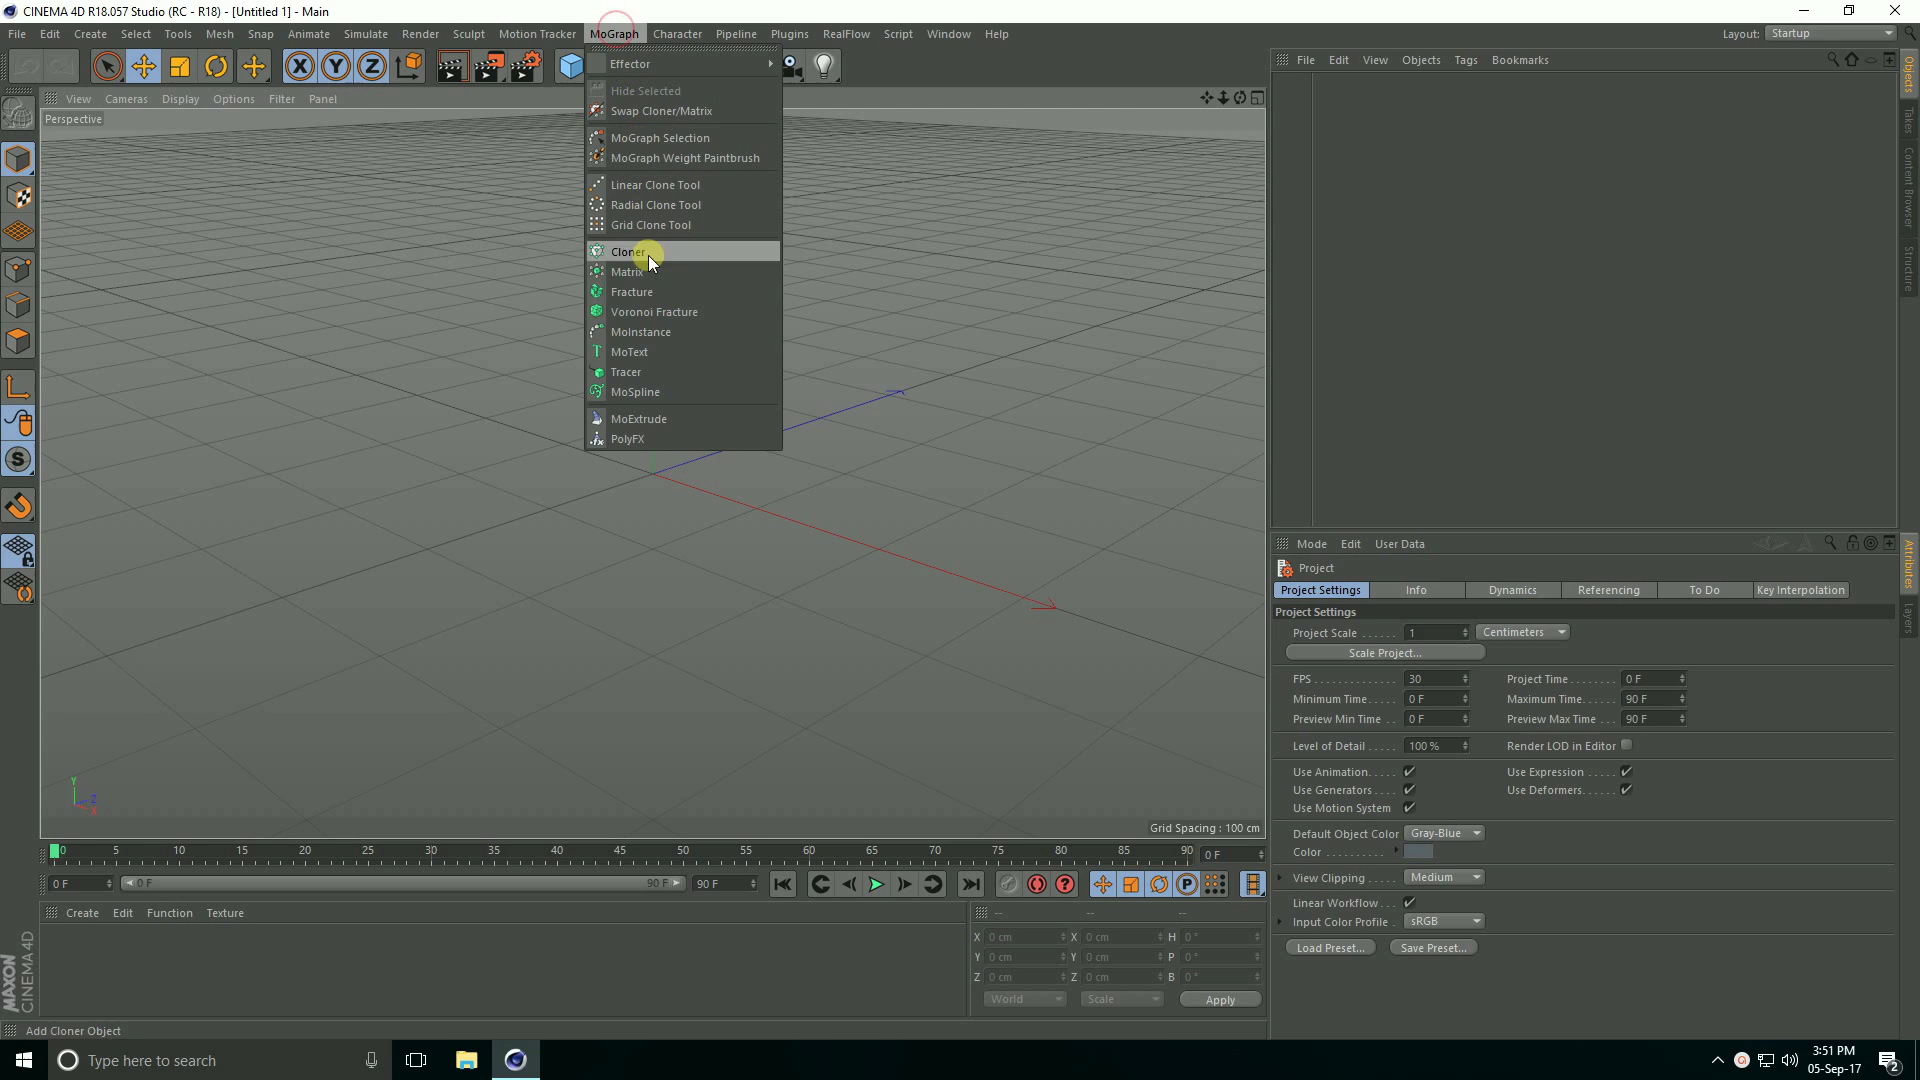 CINEMA 4D R18.057 Studio (RC - R18) - [Untitled 1] - Main
File Edit Create Select Tools Mesh Snap Animate Simulate Render Sculpt Motion Tracker MoGraph Character Pipeline Plugins RealFlow Script Window Help Layout: Startup
X Y Z
File Edit View Objects Tags Bookmarks
View Cameras Display Options Filter Panel
Perspective
Effector
Hide Selected
Swap Cloner/Matrix
MoGraph Selection
MoGraph Weight Paintbrush
Linear Clone Tool
Radial Clone Tool
Grid Clone Tool
Cloner
Matrix
Fracture
Voronoi Fracture
MoInstance
MoText
Tracer
MoSpline
MoExtrude
PolyFX
Objects
Takes
Content Browser
Structure
Mode Edit User Data
Project
Project Settings Info Dynamics Referencing To Do Key Interpolation
Project Settings
Project Scale ...... 1 Centimeters
Scale Project...
FPS ............... 30 Project Time ....... 0 F
Minimum Time ..... 0 F Maximum Time ..... 90 F
Preview Min Time .. 0 F Preview Max Time ... 90 F
Level of Detail ..... 100 % Render LOD in Editor
Use Animation ..... Use Expression .....
Use Generators .... Use Deformers ......
Use Motion System
Default Object Color Gray-Blue
Color ..........
View Clipping ...... Medium
Linear Workflow ...
Input Color Profile . sRGB
Load Preset... Save Preset...
Attributes
Layers
Y
Z
X
Grid Spacing : 100 cm
0 5 10 15 20 25 30 35 40 45 50 55 60 65 70 75 80 85 90 0 F
0 F 0 F 90 F 90 F
Create Edit Function Texture
-- -- --
X 0 cm X 0 cm H 0 °
Y 0 cm Y 0 cm P 0 °
Z 0 cm Z 0 cm B 0 °
World Scale Apply
MAXON
CINEMA 4D
Add Cloner Object
Type here to search
3:51 PM
05-Sep-17
2